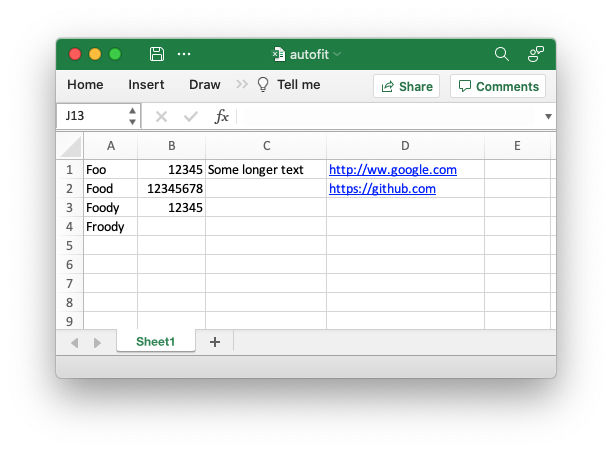 autofit
Home Insert Draw Tell me Share Comments
J13 fx
A B C D E
1 Foo 12345 Some longer text http://ww.google.com
2 Food 12345678 https://github.com
3 Foody 12345
4 Froody
5
6
7
8
9
Sheet1